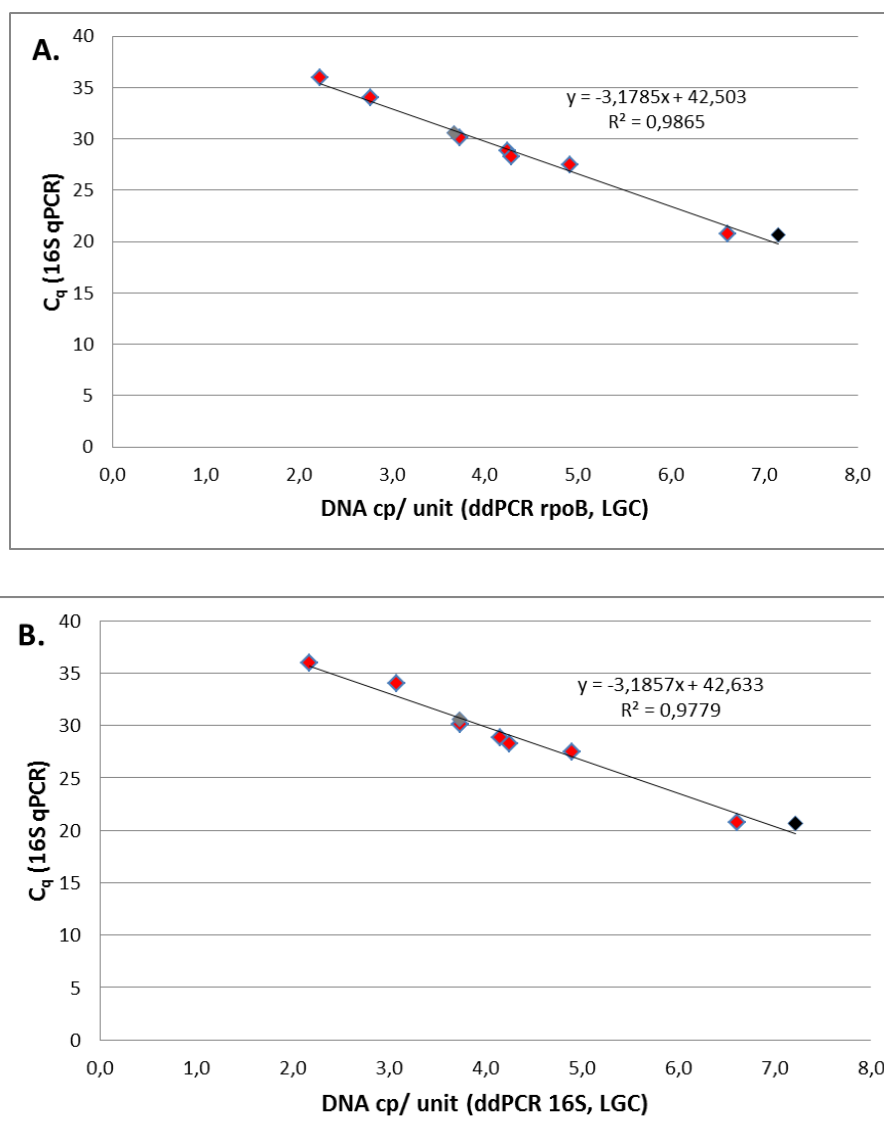 A.
40
35
30
25
20
15
10
5
0
y = -3,1785x + 42,503
R² = 0,9865
Cq (16S qPCR)
0,0 1,0 2,0 3,0 4,0 5,0 6,0 7,0 8,0
DNA cp/ unit (ddPCR rpoB, LGC)
B.
40
35
30
25
20
15
10
5
0
y = -3,1857x + 42,633
R² = 0,9779
Cq (16S qPCR)
0,0 1,0 2,0 3,0 4,0 5,0 6,0 7,0 8,0
DNA cp/ unit (ddPCR 16S, LGC)